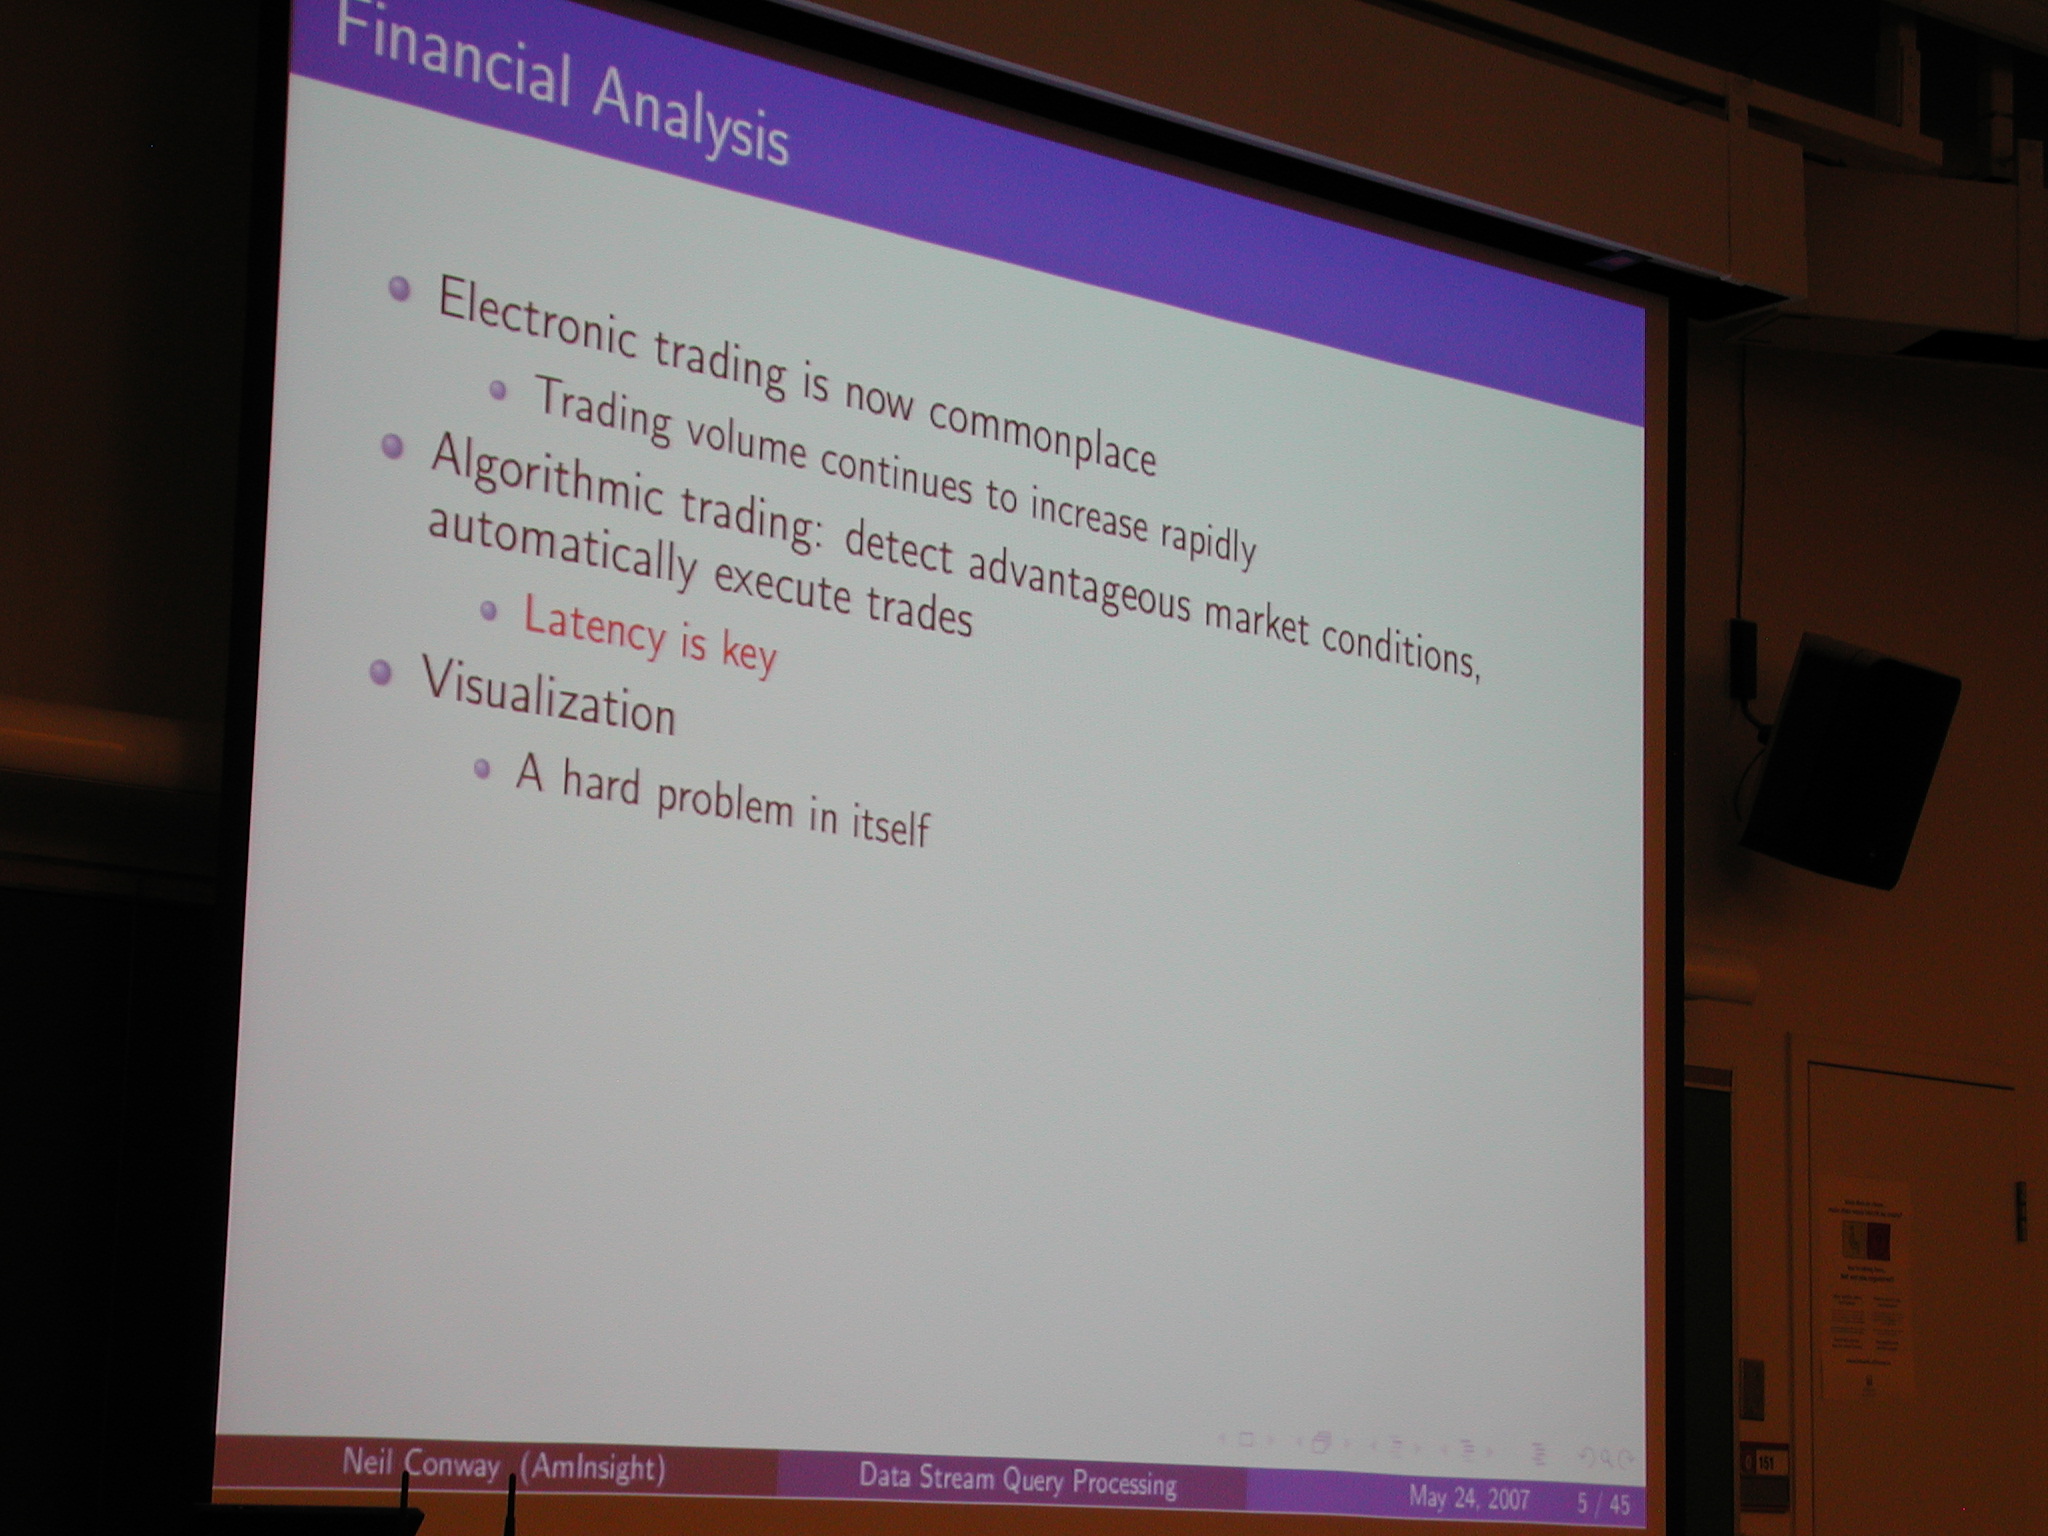 Financial Analysis
Electronic trading is now commonplace
Trading volume continues to increase rapidly
Algorithmic trading: detect advantageous market conditions,
automatically execute trades
Latency is key
Visualization
A hard problem in itself
Neil Conway (AmInsight)
Data Stream Query Processing
May 24, 2007
5 / 45
151